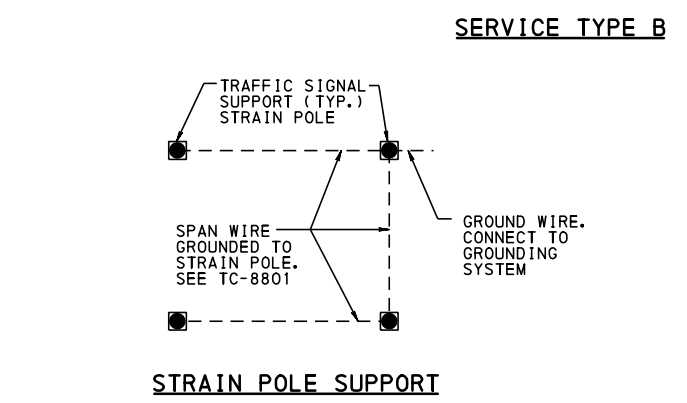 SERVICE TYPE B
TRAFFIC SIGNAL
SUPPORT (TYP.)
STRAIN POLE
SPAN WIRE
GROUNDED TO
STRAIN POLE.
SEE TC-8801
GROUND WIRE.
CONNECT TO
GROUNDING
SYSTEM
STRAIN POLE SUPPORT